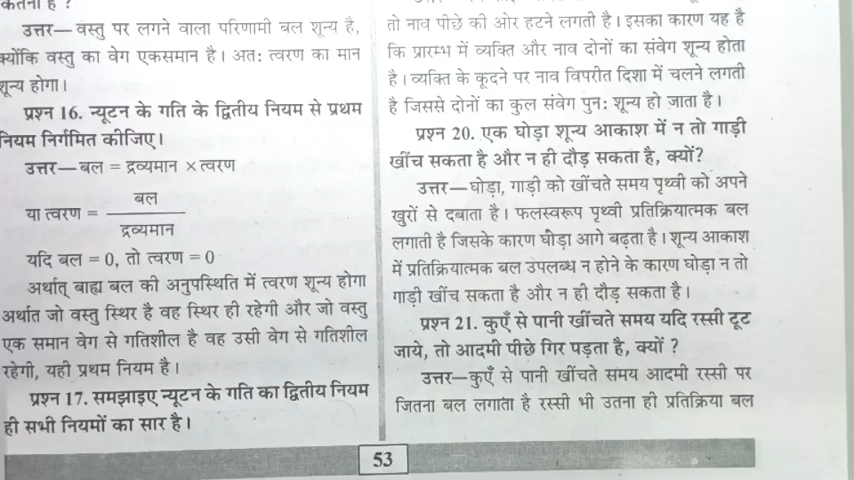 उत्तर— वस्तु पर लगने वाला परिणामी बल शून्य है,
क्योंकि वस्तु का वेग एकसमान है। अत: त्वरण का मान
शून्य होगा।
प्रश्न 16. न्यूटन के गति के द्वितीय नियम से प्रथम
नियम निर्गमित कीजिए।
उत्तर— बल = द्रव्यमान × त्वरण
या त्वरण = बल / द्रव्यमान
यदि बल = 0, तो त्वरण = 0
अर्थात् बाह्य बल की अनुपस्थिति में त्वरण शून्य होगा
अर्थात जो वस्तु स्थिर है वह स्थिर ही रहेगी और जो वस्तु
एक समान वेग से गतिशील है वह उसी वेग से गतिशील
रहेगी, यही प्रथम नियम है।
प्रश्न 17. समझाइए न्यूटन के गति का द्वितीय नियम
ही सभी नियमों का सार है।
तो नाव पीछे की ओर हटने लगती है। इसका कारण यह है
कि प्रारम्भ में व्यक्ति और नाव दोनों का संवेग शून्य होता
है। व्यक्ति के कूदने पर नाव विपरीत दिशा में चलने लगती
है जिससे दोनों का कुल संवेग पुन: शून्य हो जाता है।
प्रश्न 20. एक घोड़ा शून्य आकाश में न तो गाड़ी
खींच सकता है और न ही दौड़ सकता है, क्यों?
उत्तर—घोड़ा, गाड़ी को खींचते समय पृथ्वी को अपने
खुरों से दबाता है। फलस्वरूप पृथ्वी प्रतिक्रियात्मक बल
लगाती है जिसके कारण घोड़ा आगे बढ़ता है। शून्य आकाश
में प्रतिक्रियात्मक बल उपलब्ध न होने के कारण घोड़ा न तो
गाड़ी खींच सकता है और न ही दौड़ सकता है।
प्रश्न 21. कुएँ से पानी खींचते समय यदि रस्सी टूट
जाये, तो आदमी पीछे गिर पड़ता है, क्यों ?
उत्तर—कुएँ से पानी खींचते समय आदमी रस्सी पर
जितना बल लगाता है रस्सी भी उतना ही प्रतिक्रिया बल
53